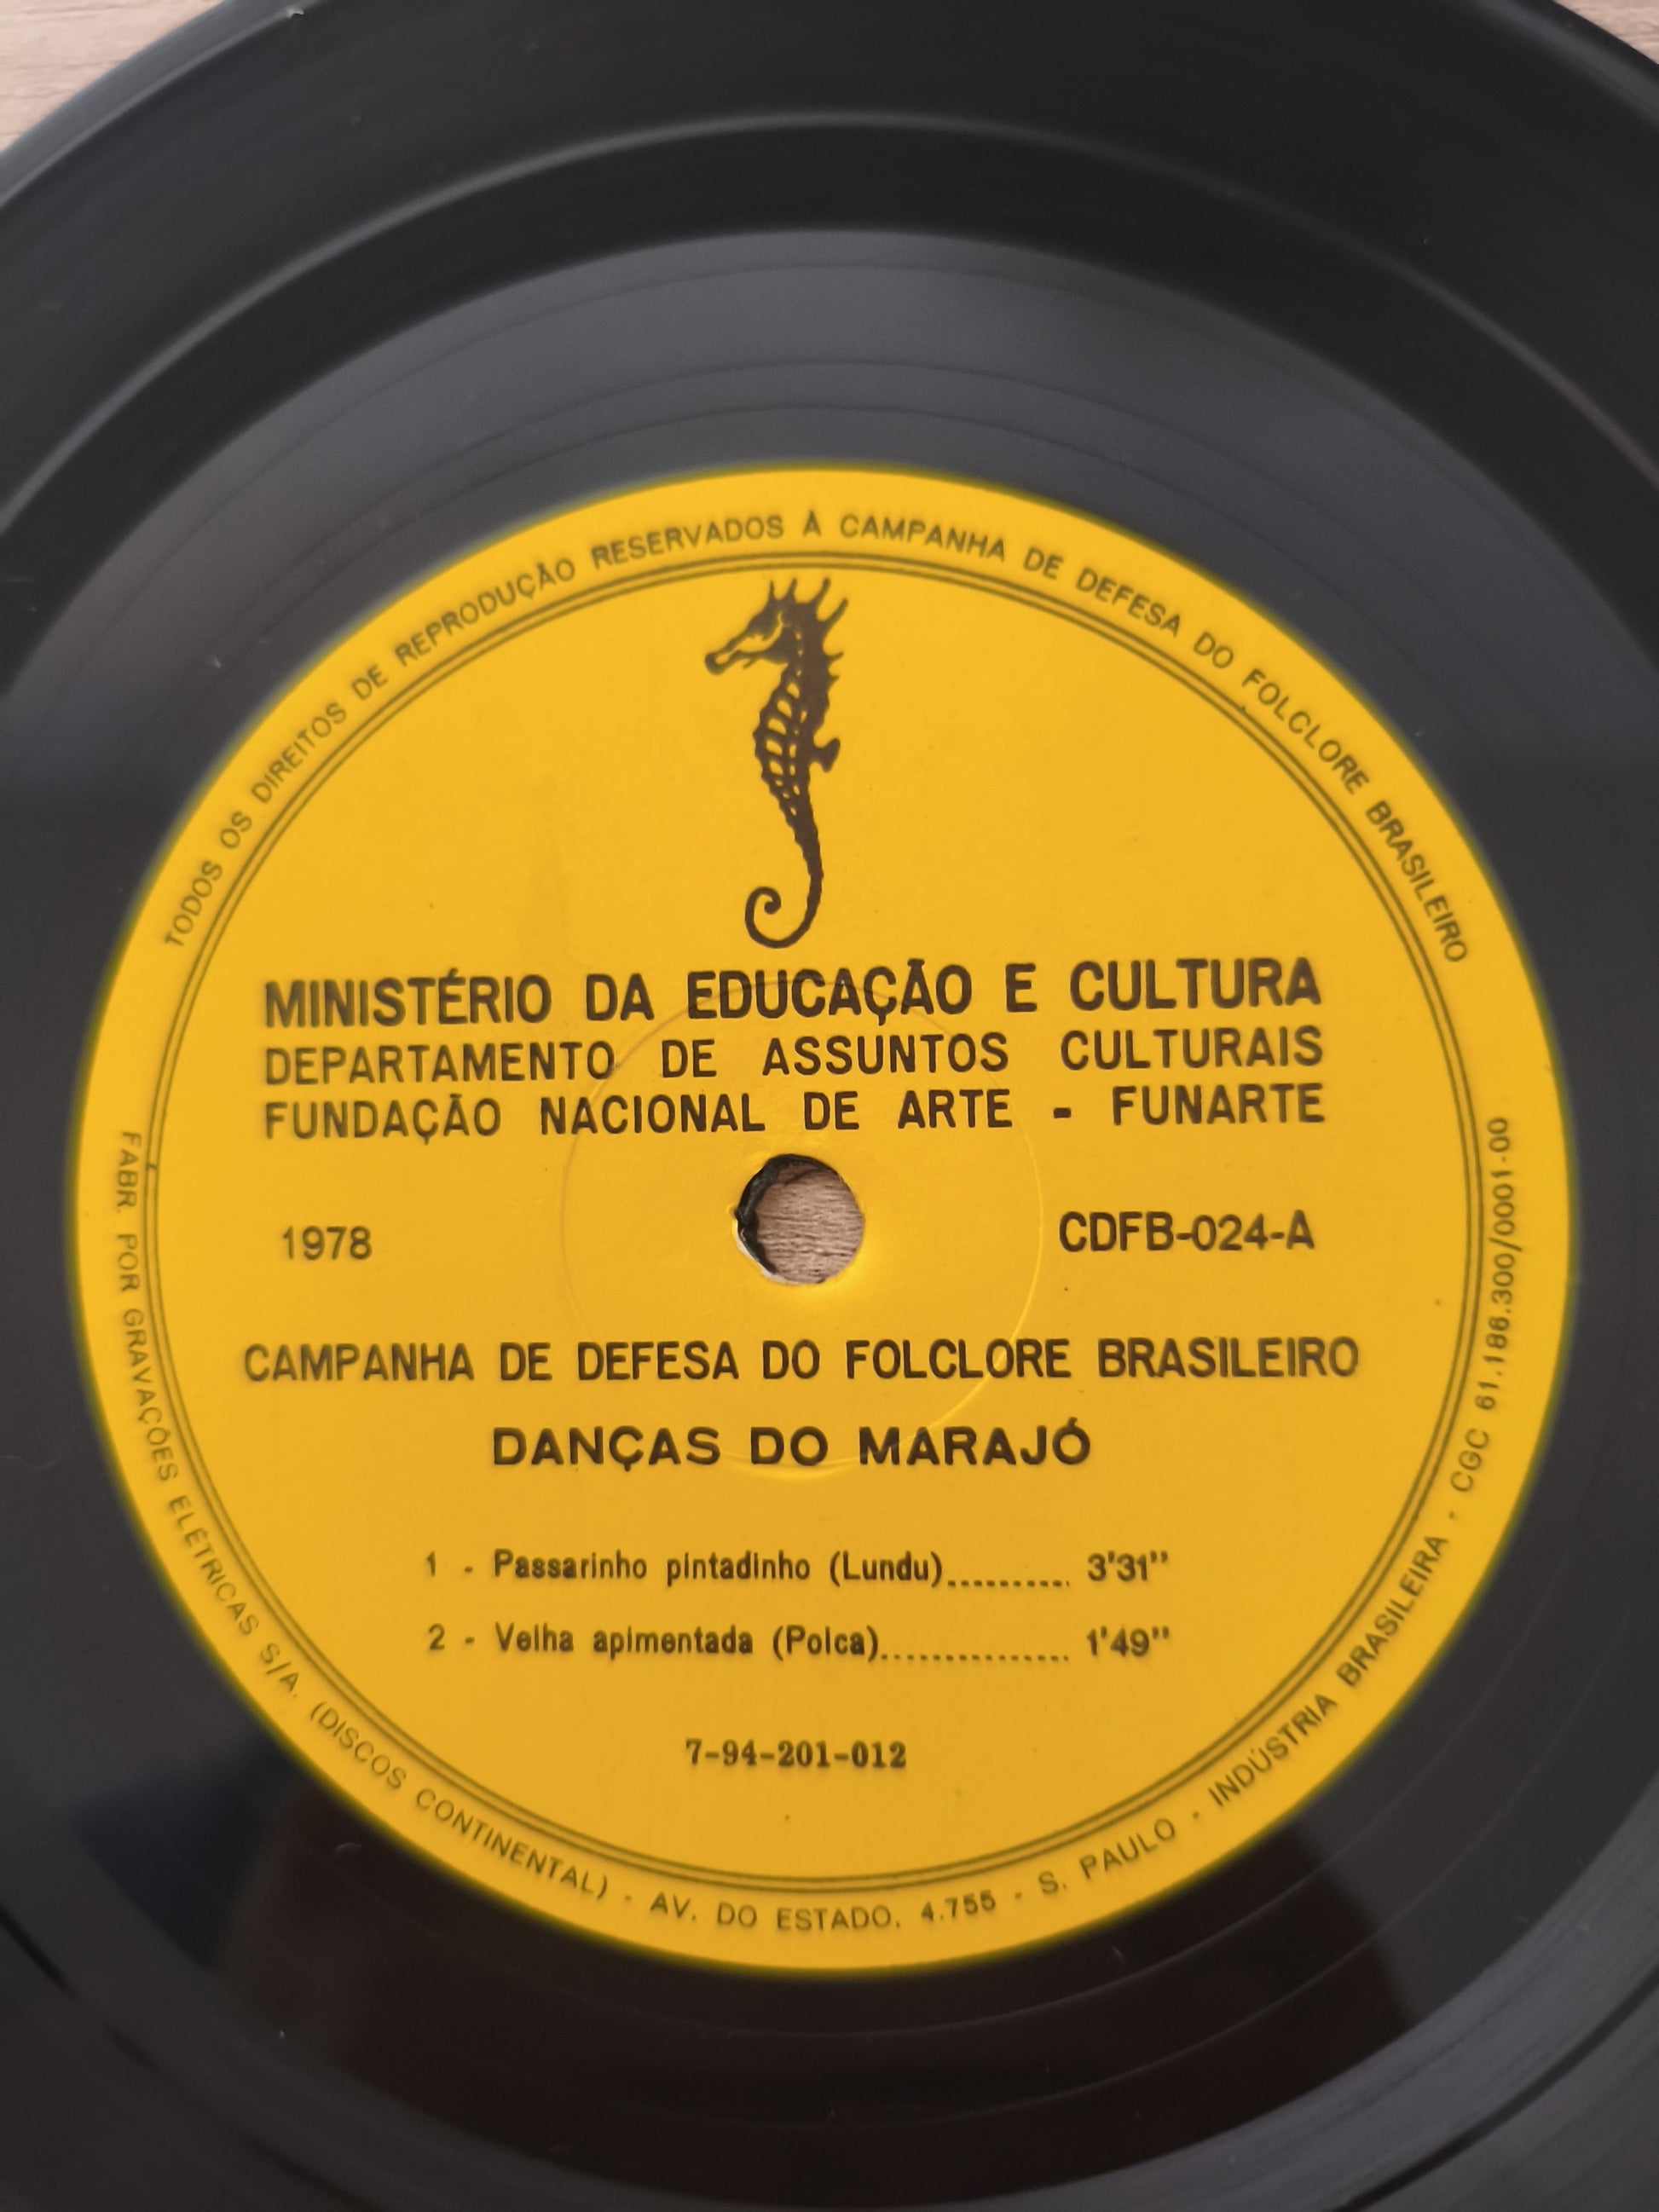 TODOS OS DIREITOS DE REPRODUÇÃO RESERVADOS À CAMPANHA DE DEFESA DO FOLCLORE BRASILEIRO
MINISTÉRIO DA EDUCAÇÃO E CULTURA
DEPARTAMENTO DE ASSUNTOS CULTURAIS
FUNDAÇÃO NACIONAL DE ARTE - FUNARTE
1978 CDFB-024-A
CAMPANHA DE DEFESA DO FOLCLORE BRASILEIRO
DANÇAS DO MARAJÓ
1 - Passarinho pintadinho (Lundu).......... 3'31"
2 - Velha apimentada (Polca)............... 1'49"
7-94-201-012
FABR. POR GRAVAÇÕES ELÉTRICAS S/A. (DISCOS CONTINENTAL) - AV. DO ESTADO, 4.755 - S. PAULO - INDÚSTRIA BRASILEIRA - CGC 61.186.300/0001-00